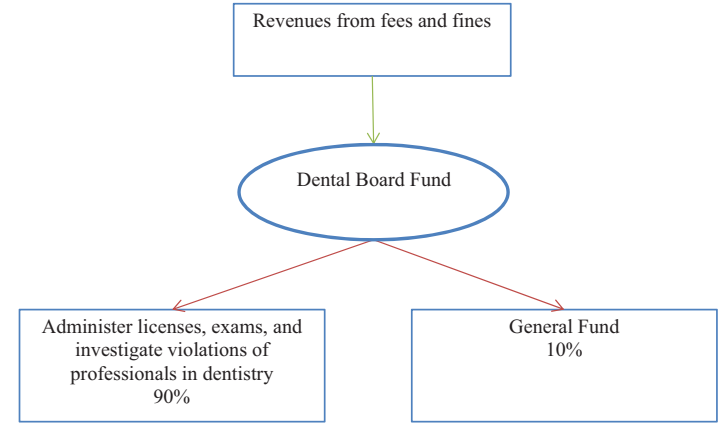 Revenues from fees and fines
Dental Board Fund
Administer licenses, exams, and
investigate violations of
professionals in dentistry
90%
General Fund
10%